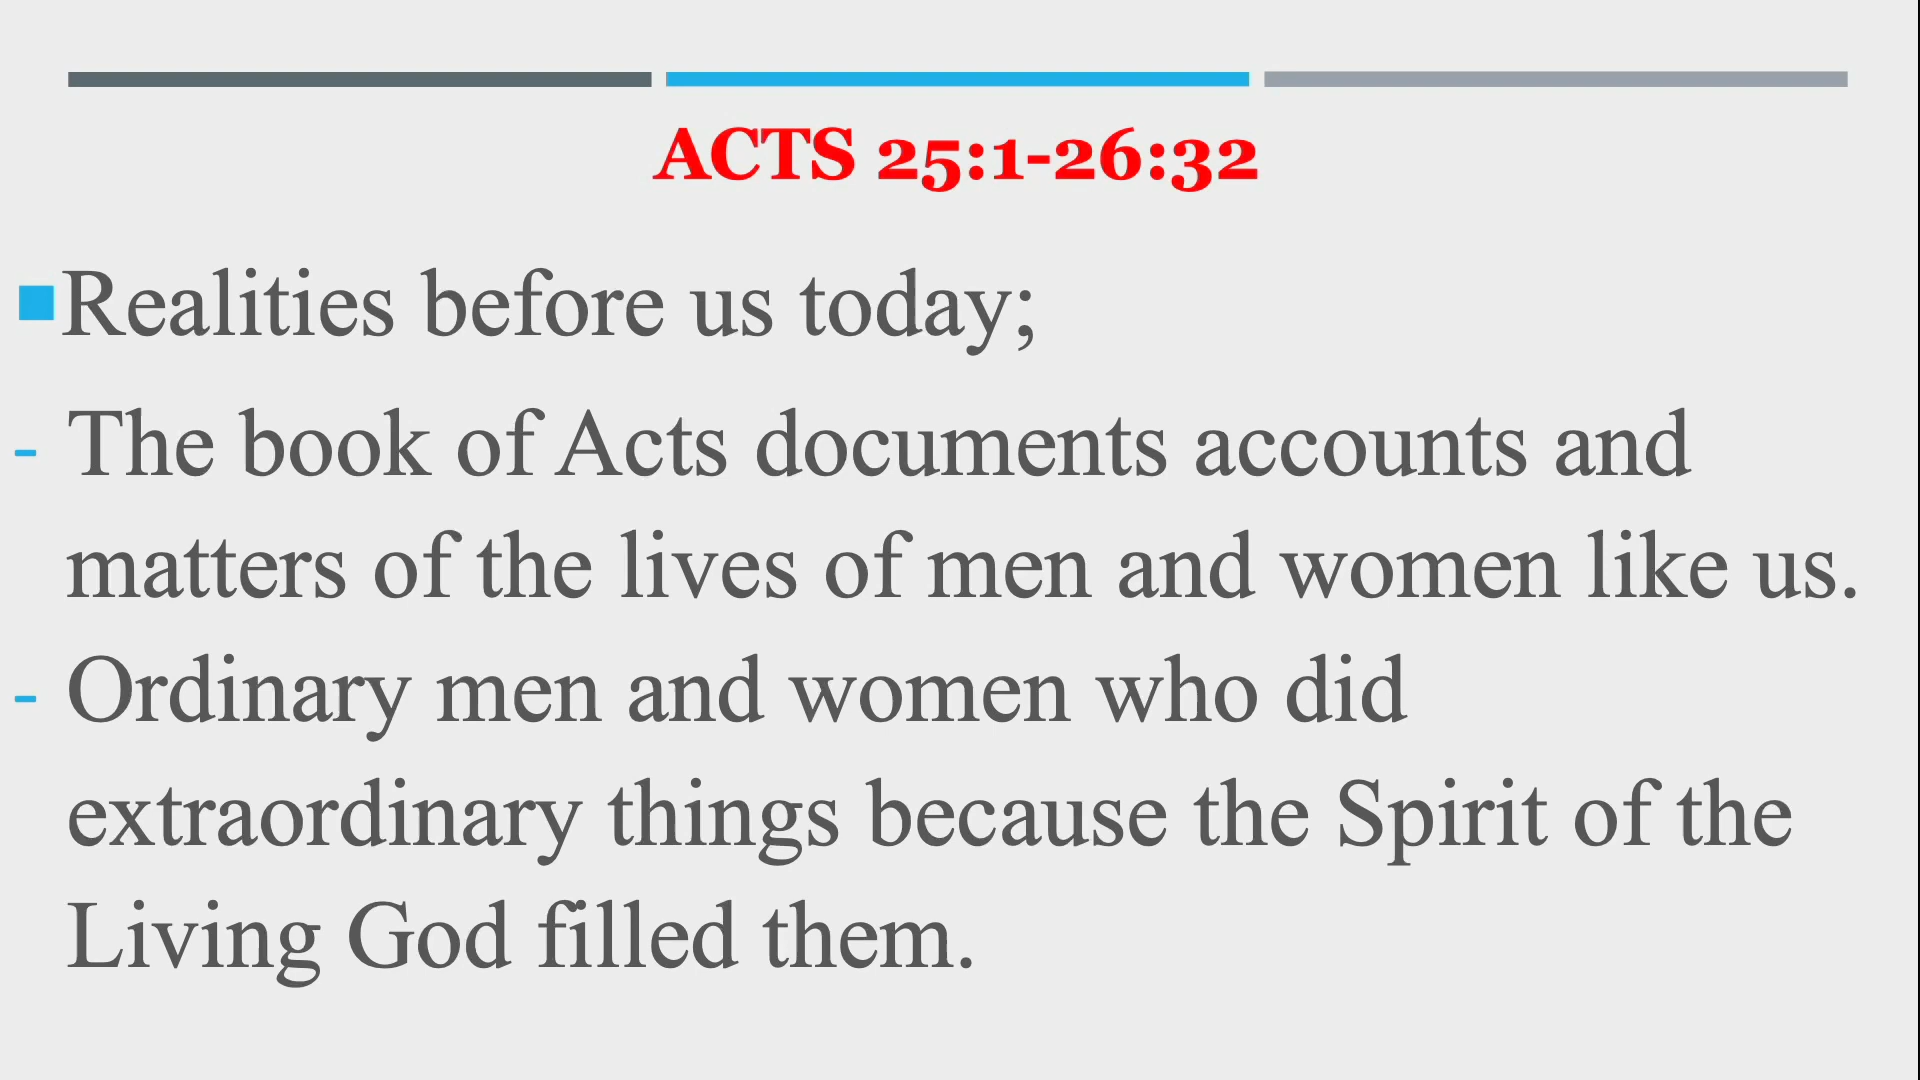 ACTS 25:1-26:32
▪Realities before us today;
- The book of Acts documents accounts and
matters of the lives of men and women like us.
- Ordinary men and women who did
extraordinary things because the Spirit of the
Living God filled them.